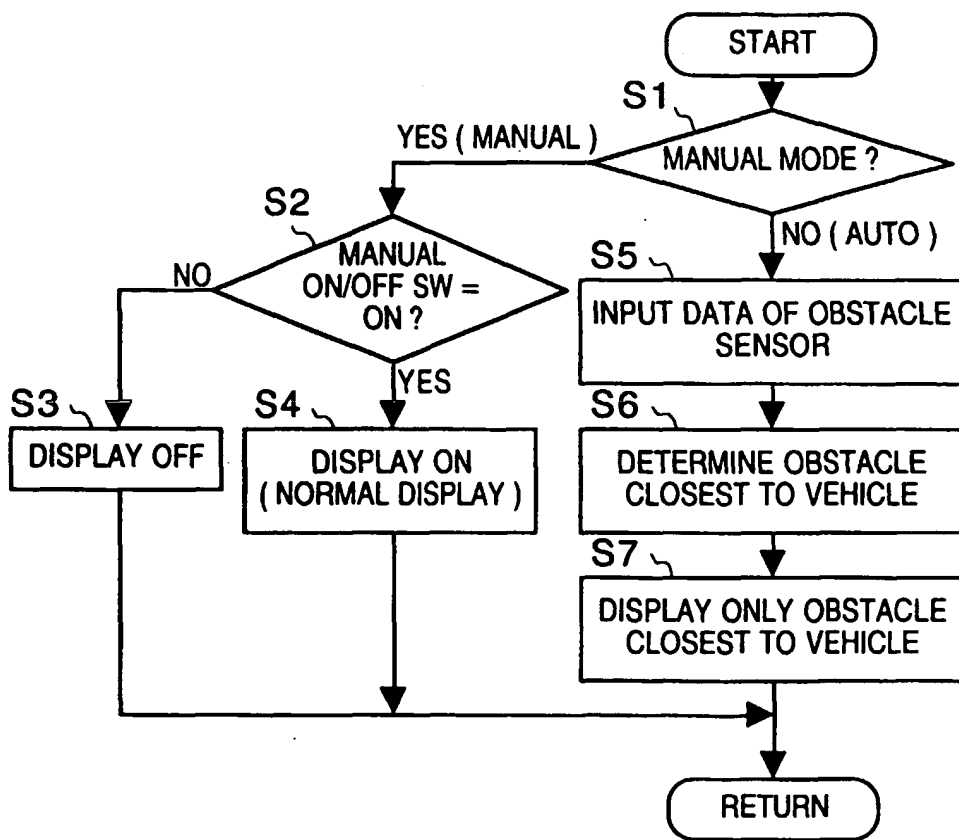 START
S1
YES ( MANUAL )
MANUAL MODE ?
S2
NO ( AUTO )
MANUAL
ON/OFF SW =
ON ?
NO
YES
S5
INPUT DATA OF OBSTACLE
SENSOR
S3
DISPLAY OFF
S4
DISPLAY ON
( NORMAL DISPLAY )
S6
DETERMINE OBSTACLE
CLOSEST TO VEHICLE
S7
DISPLAY ONLY OBSTACLE
CLOSEST TO VEHICLE
RETURN